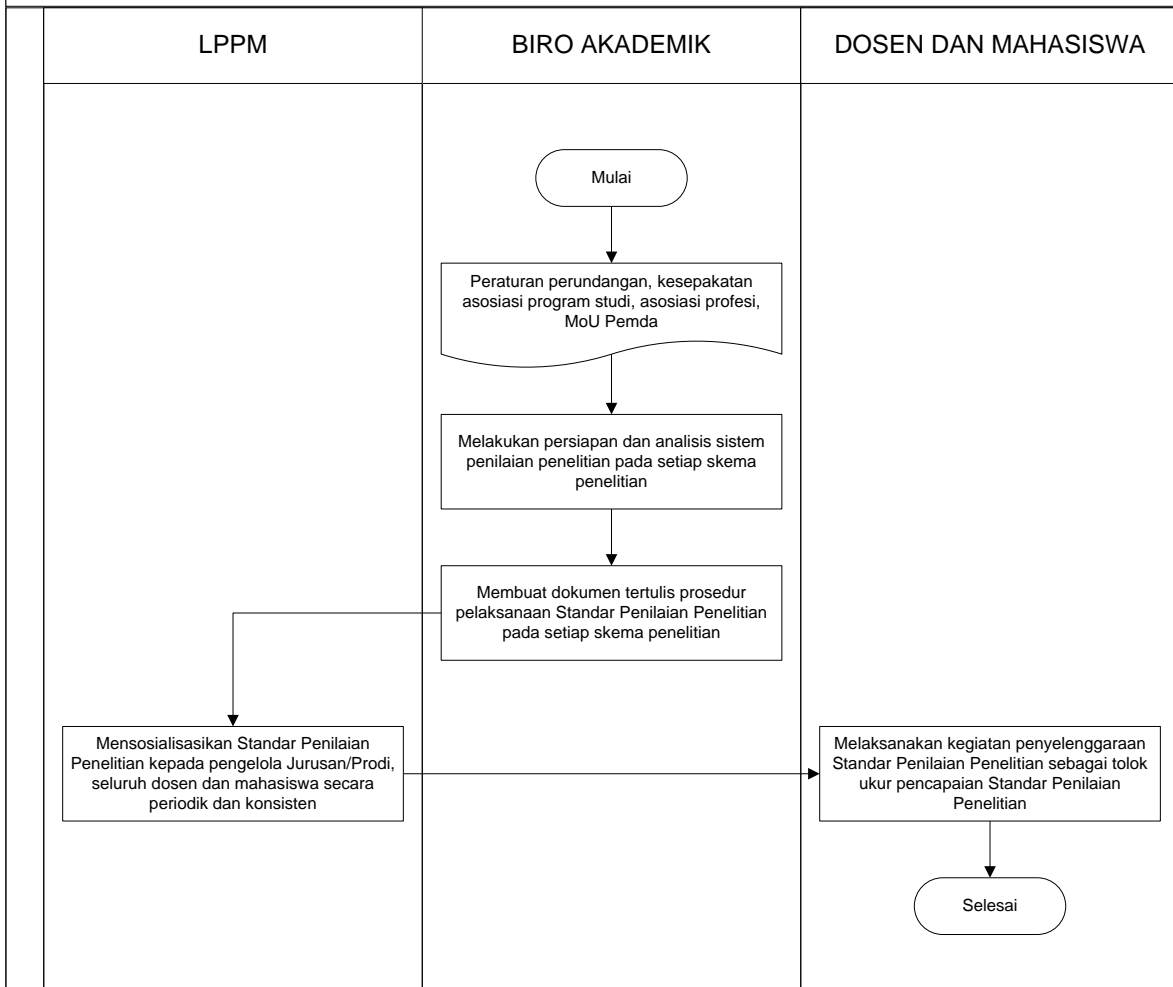 LPPM
BIRO AKADEMIK
DOSEN DAN MAHASISWA
Mulai
Peraturan perundangan, kesepakatan
asosiasi program studi, asosiasi profesi,
MoU Pemda
Melakukan persiapan dan analisis sistem
penilaian penelitian pada setiap skema
penelitian
Membuat dokumen tertulis prosedur
pelaksanaan Standar Penilaian Penelitian
pada setiap skema penelitian
Mensosialisasikan Standar Penilaian
Penelitian kepada pengelola Jurusan/Prodi,
seluruh dosen dan mahasiswa secara
periodik dan konsisten
Melaksanakan kegiatan penyelenggaraan
Standar Penilaian Penelitian sebagai tolok
ukur pencapaian Standar Penilaian
Penelitian
Selesai